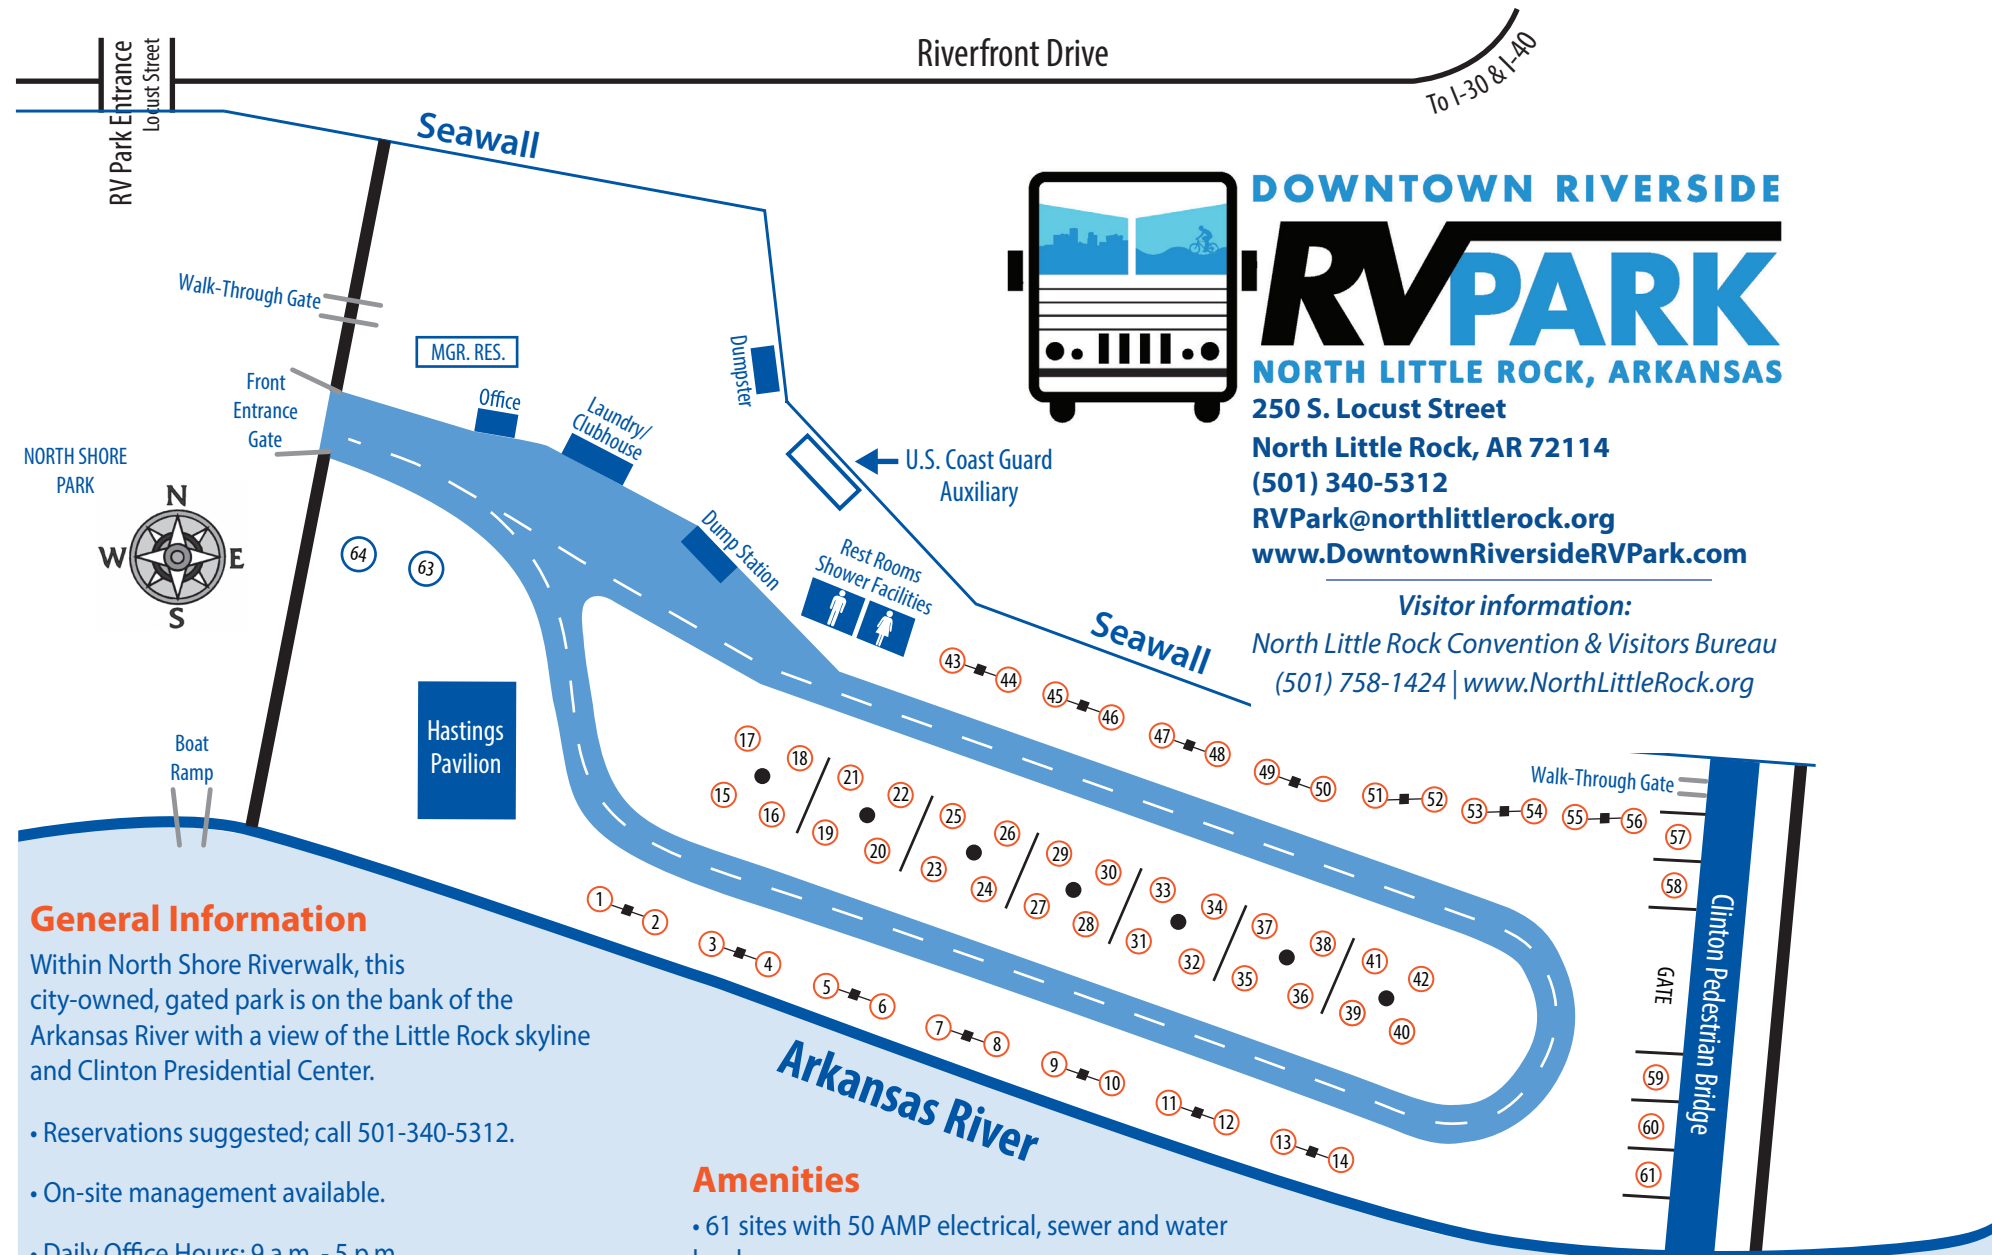 Riverfront Drive
To I-30 & I-40
RV Park Entrance
Locust Street
Seawall
DOWNTOWN RIVERSIDE
RVPARK
NORTH LITTLE ROCK, ARKANSAS
250 S. Locust Street
North Little Rock, AR 72114
(501) 340-5312
RVPark@northlittlerock.org
www.DowntownRiversideRVPark.com
Visitor information:
North Little Rock Convention & Visitors Bureau
(501) 758-1424 | www.NorthLittleRock.org
Walk-Through Gate
MGR. RES.
Front
Entrance
Gate
Office
Laundry/
Clubhouse
Dumpster
U.S. Coast Guard
Auxiliary
NORTH SHORE
PARK
N
W
E
S
64
63
Dump Station
Rest Rooms
Shower Facilities
Seawall
43
44
45
46
47
48
49
50
51
52
53
54
55
56
Walk-Through Gate
57
58
GATE
59
60
61
Clinton Pedestrian Bridge
Hastings
Pavilion
Boat
Ramp
17
18
15
16
21
22
19
20
25
26
23
24
29
30
27
28
33
34
31
32
37
38
35
36
41
42
39
40
1
2
3
4
5
6
7
8
9
10
11
12
13
14
Arkansas River
General Information
Within North Shore Riverwalk, this
city-owned, gated park is on the bank of the
Arkansas River with a view of the Little Rock skyline
and Clinton Presidential Center.
• Reservations suggested; call 501-340-5312.
• On-site management available.
• Daily Office Hours: 9 a.m. - 5 p.m.
Amenities
• 61 sites with 50 AMP electrical, sewer and water